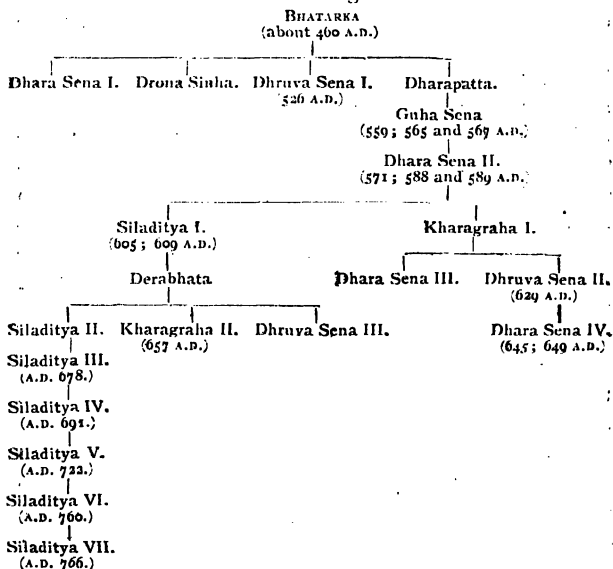 BHATARKA
(about 460 A.D.)
Dhara Sena I. Drona Sinha. Dhruva Sena I. Dharapatta.
(526 A.D.)
Guha Sena
(559; 565 and 567 A.D.)
Dhara Sena II.
(571; 588 and 589 A.D.)
Siladitya I. Kharagraha I.
(605; 609 A.D.)
Derabhata Dhara Sena III. Dhruva Sena II.
(629 A.D.)
Siladitya II. Kharagraha II. Dhruva Sena III. Dhara Sena IV.
(657 A.D.) (645; 649 A.D.)
Siladitya III.
(A.D. 678.)
Siladitya IV.
(A.D. 691.)
Siladitya V.
(A.D. 722.)
Siladitya VI.
(A.D. 760.)
Siladitya VII.
(A.D. 766.)